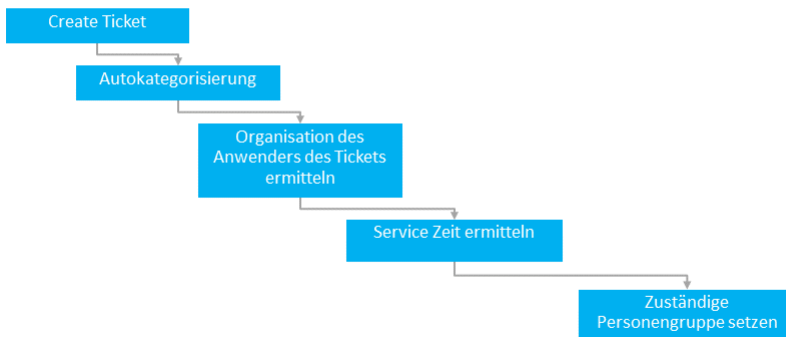 Create Ticket
Autokategorisierung
Organisation des
Anwenders des Tickets
ermitteln
Service Zeit ermitteln
Zuständige
Personengruppe setzen